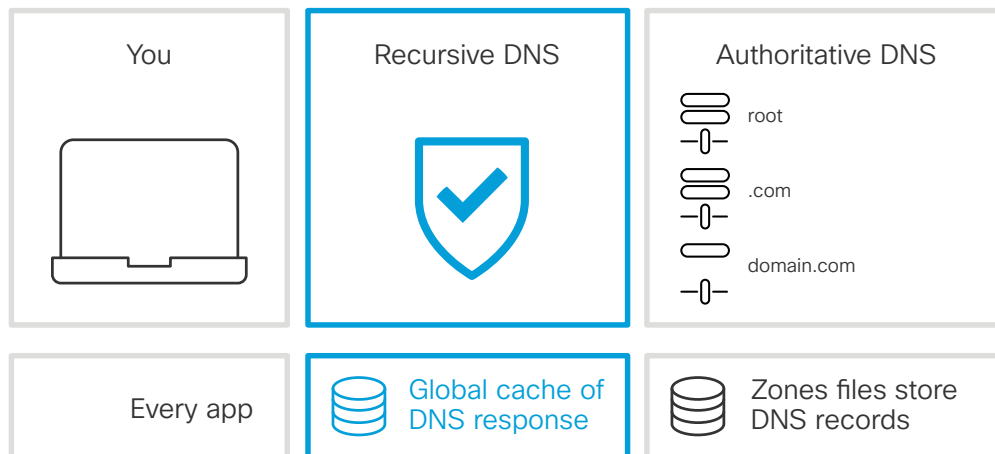 You
Recursive DNS
Authoritative DNS
root
.com
domain.com
Every app
Global cache of
DNS response
Zones files store
DNS records